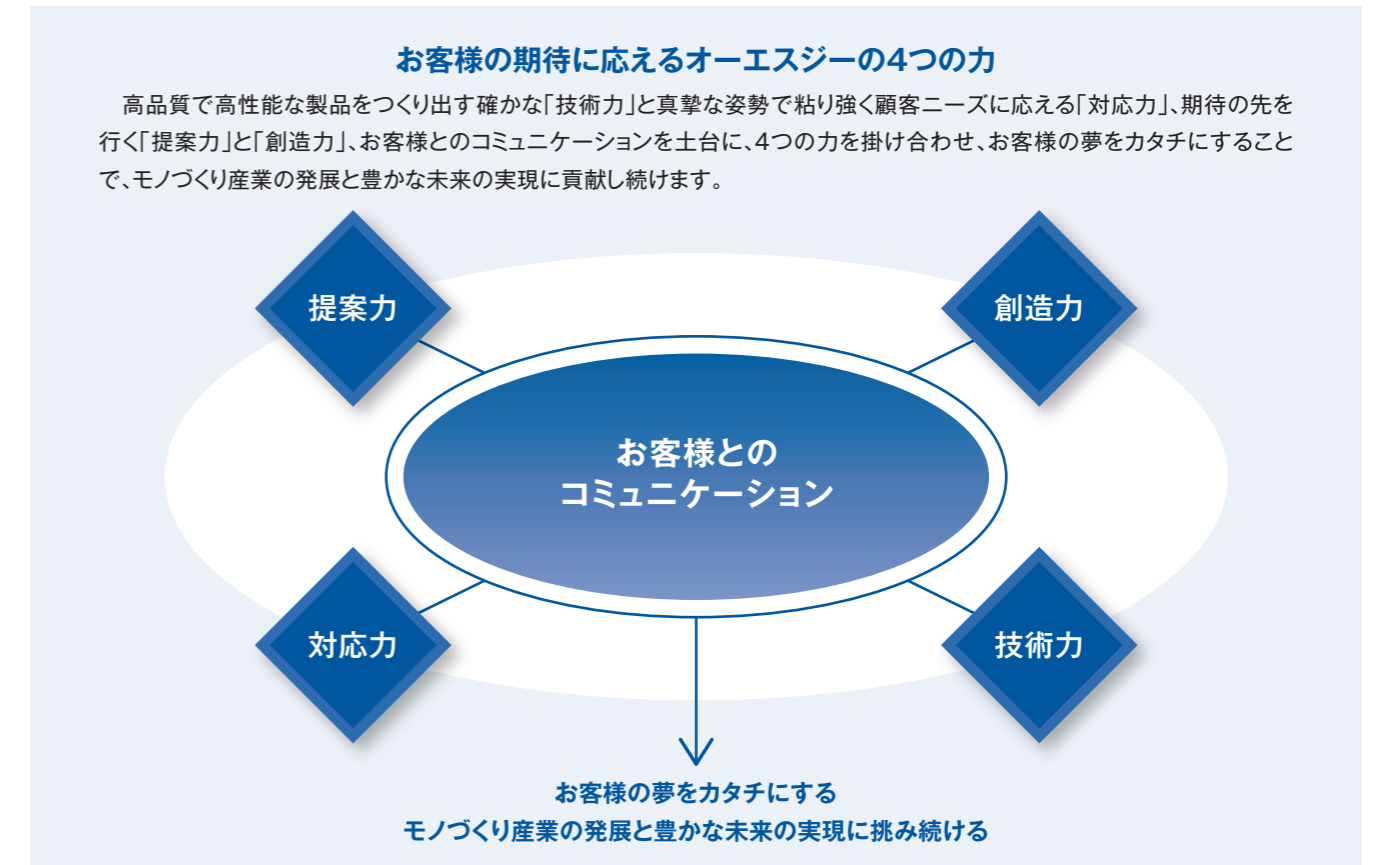 お客様の期待に応えるオーエスジーの4つの力
高品質で高性能な製品をつくり出す確かな「技術力」と真摯な姿勢で粘り強く顧客ニーズに応える「対応力」、期待の先を
行く「提案力」と「創造力」、お客様とのコミュニケーションを土台に、4つの力を掛け合わせ、お客様の夢をカタチにすること
で、モノづくり産業の発展と豊かな未来の実現に貢献し続けます。
提案力
創造力
お客様との
コミュニケーション
対応力
技術力
お客様の夢をカタチにする
モノづくり産業の発展と豊かな未来の実現に挑み続ける